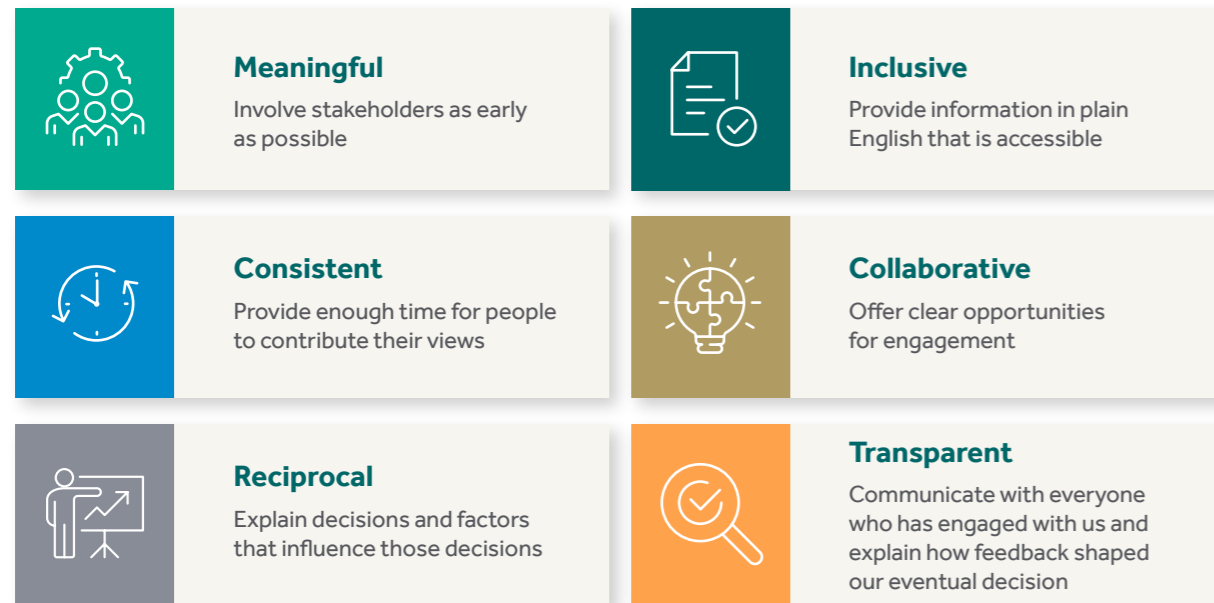 Meaningful
Involve stakeholders as early
as possible
Inclusive
Provide information in plain
English that is accessible
Consistent
Provide enough time for people
to contribute their views
Collaborative
Offer clear opportunities
for engagement
Reciprocal
Explain decisions and factors
that influence those decisions
Transparent
Communicate with everyone
who has engaged with us and
explain how feedback shaped
our eventual decision